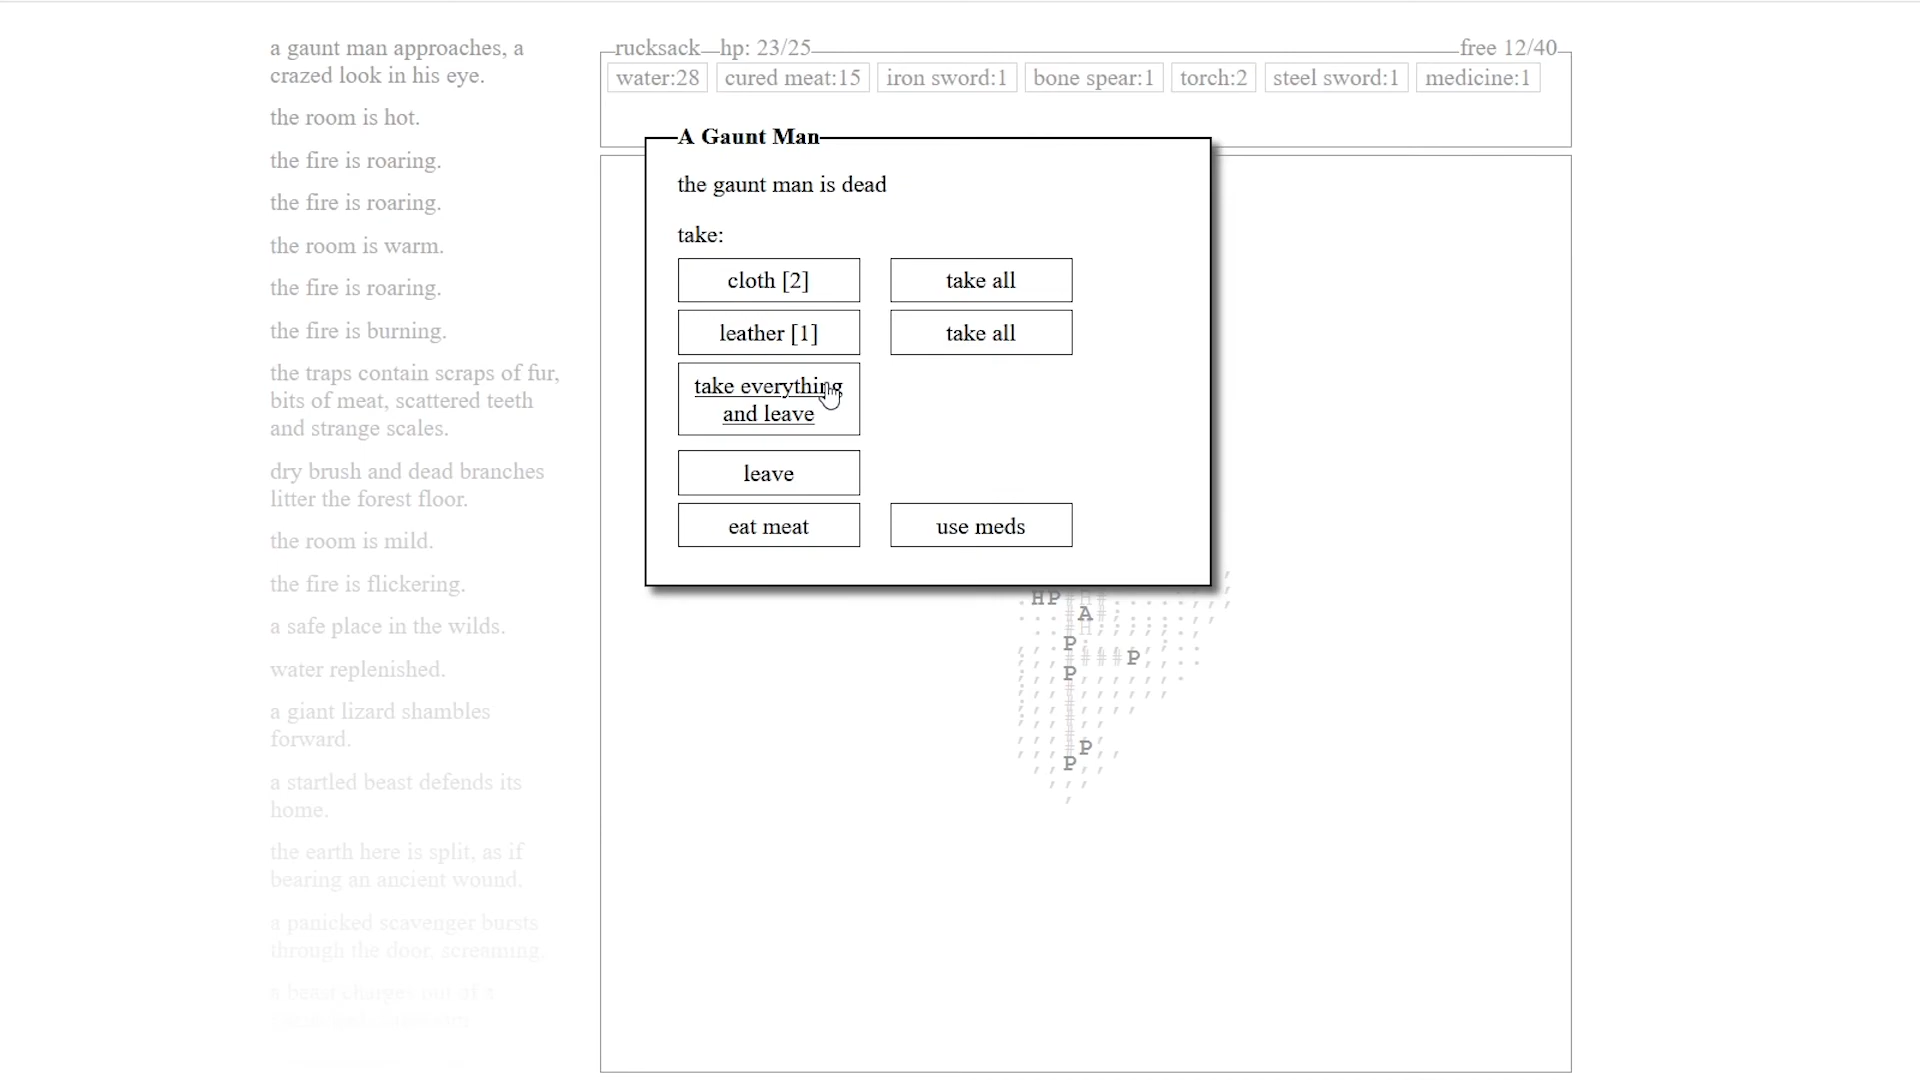 a gaunt man approaches, a
crazed look in his eye.
the room is hot.
the fire is roaring.
the fire is roaring.
the room is warm.
the fire is roaring.
the fire is burning.
the traps contain scraps of fur,
bits of meat, scattered teeth
and strange scales.
dry brush and dead branches
litter the forest floor.
the room is mild.
the fire is flickering.
a safe place in the wilds.
water replenished.
a giant lizard shambles
forward.
a startled beast defends its
home.
the earth here is split, as if
bearing an ancient wound.
a panicked scavenger bursts
through the door, screaming.
a beast charges out of a
rucksack hp: 23/25 free 12/40
water:28 cured meat:15 iron sword:1 bone spear:1 torch:2 steel sword:1 medicine:1
A Gaunt Man
the gaunt man is dead
take:
cloth [2] take all
leather [1] take all
take everything
and leave
leave
eat meat use meds
H P # H #
# A #
# H
P
# # # # P
P
P
P